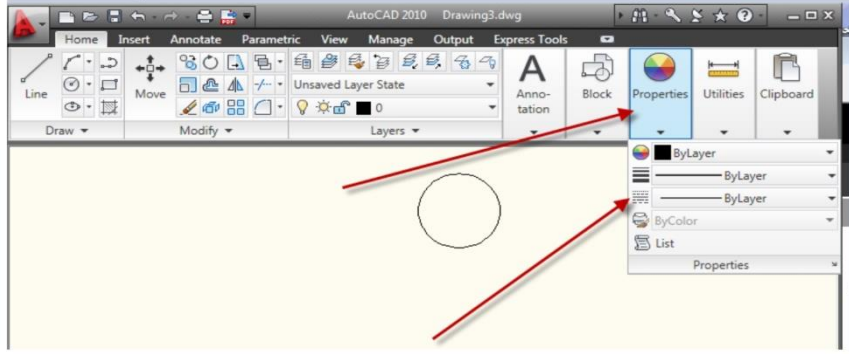 AutoCAD 2010 Drawing3.dwg
Home Insert Annotate Parametric View Manage Output Express Tools
Line
Move
Unsaved Layer State
0
Anno-
tation
Block
Properties
Utilities
Clipboard
Draw
Modify
Layers
ByLayer
ByLayer
ByLayer
ByColor
List
Properties